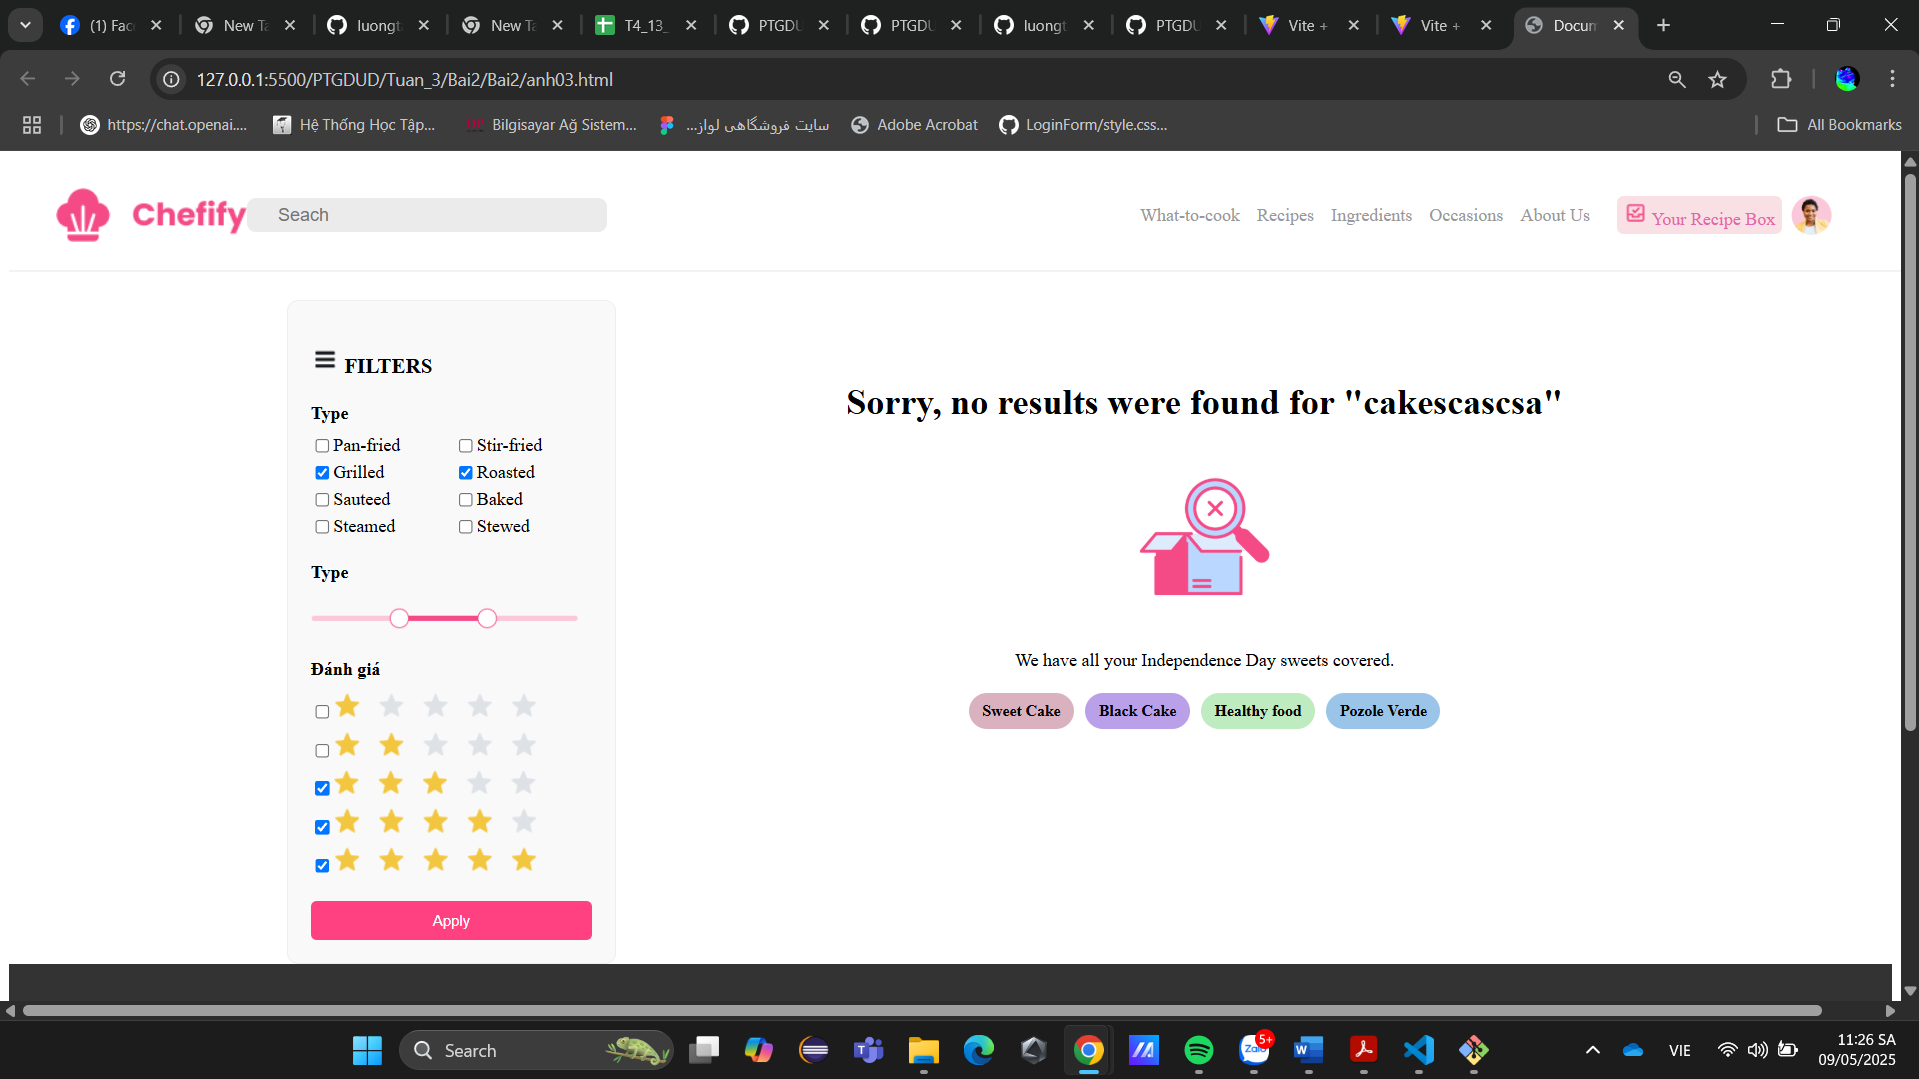 (1) Fac
New Ta
luongt
New Ta
T4_13_
PTGDU
PTGDU
luongt
PTGDU
Vite +
Vite +
Docum
127.0.0.1:5500/PTGDUD/Tuan_3/Bai2/Bai2/anh03.html
https://chat.openai....
Hệ Thống Học Tập...
Bilgisayar Ağ Sistem...
سایت فروشگاهی لواز...
Adobe Acrobat
LoginForm/style.css...
All Bookmarks
Chefify
Seach
What-to-cook
Recipes
Ingredients
Occasions
About Us
Your Recipe Box
FILTERS
Type
Pan-fried
Stir-fried
Grilled
Roasted
Sauteed
Baked
Steamed
Stewed
Type
Đánh giá
Apply
Sorry, no results were found for "cakescascsa"
We have all your Independence Day sweets covered.
Sweet Cake
Black Cake
Healthy food
Pozole Verde
Search
Zalo
5+
VIE
11:26 SA
09/05/2025